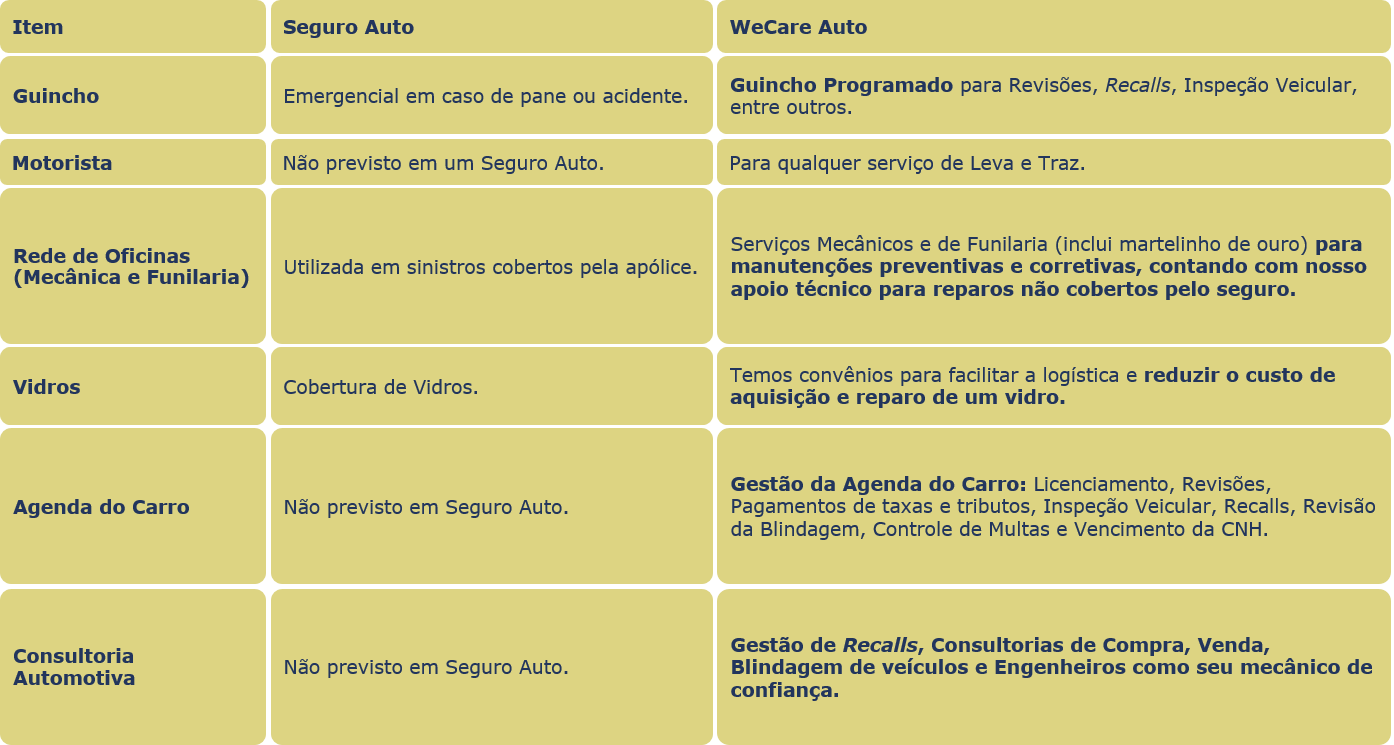 Item
Seguro Auto
WeCare Auto
Guincho
Emergencial em caso de pane ou acidente.
Guincho Programado para Revisões, Recalls, Inspeção Veicular,
entre outros.
Motorista
Não previsto em um Seguro Auto.
Para qualquer serviço de Leva e Traz.
Rede de Oficinas
(Mecânica e Funilaria)
Utilizada em sinistros cobertos pela apólice.
Serviços Mecânicos e de Funilaria (inclui martelinho de ouro) para
manutenções preventivas e corretivas, contando com nosso
apoio técnico para reparos não cobertos pelo seguro.
Vidros
Cobertura de Vidros.
Temos convênios para facilitar a logística e reduzir o custo de
aquisição e reparo de um vidro.
Agenda do Carro
Não previsto em Seguro Auto.
Gestão da Agenda do Carro: Licenciamento, Revisões,
Pagamentos de taxas e tributos, Inspeção Veicular, Recalls, Revisão
da Blindagem, Controle de Multas e Vencimento da CNH.
Consultoria
Automotiva
Não previsto em Seguro Auto.
Gestão de Recalls, Consultorias de Compra, Venda,
Blindagem de veículos e Engenheiros como seu mecânico de
confiança.